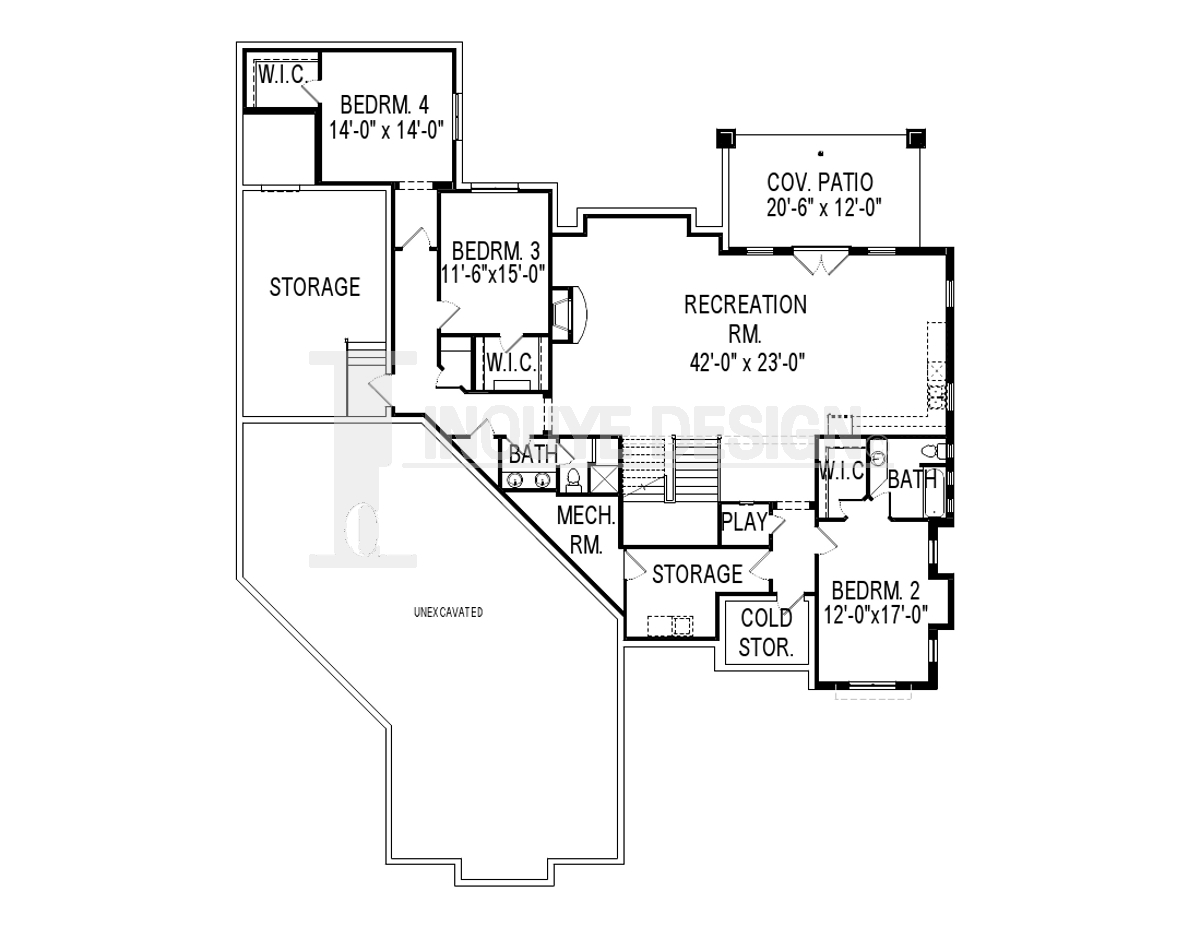 W.I.C.
BEDRM. 4
14'-0" x 14'-0"
COV. PATIO
20'-6" x 12'-0"
BEDRM. 3
11'-6"x15'-0"
STORAGE
RECREATION
RM.
42'-0" x 23'-0"
W.I.C.
INOUYE DESIGN
BATH
W.I.C
BATH
MECH.
RM.
PLAY
STORAGE
BEDRM. 2
12'-0"x17'-0"
COLD
STOR.
UNEXCAVATED